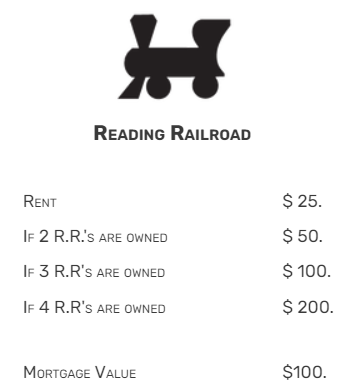 Reading Railroad
Rent $ 25.
If 2 R.R.'s are owned $ 50.
If 3 R.R's are owned $ 100.
If 4 R.R's are owned $ 200.
Mortgage Value $100.